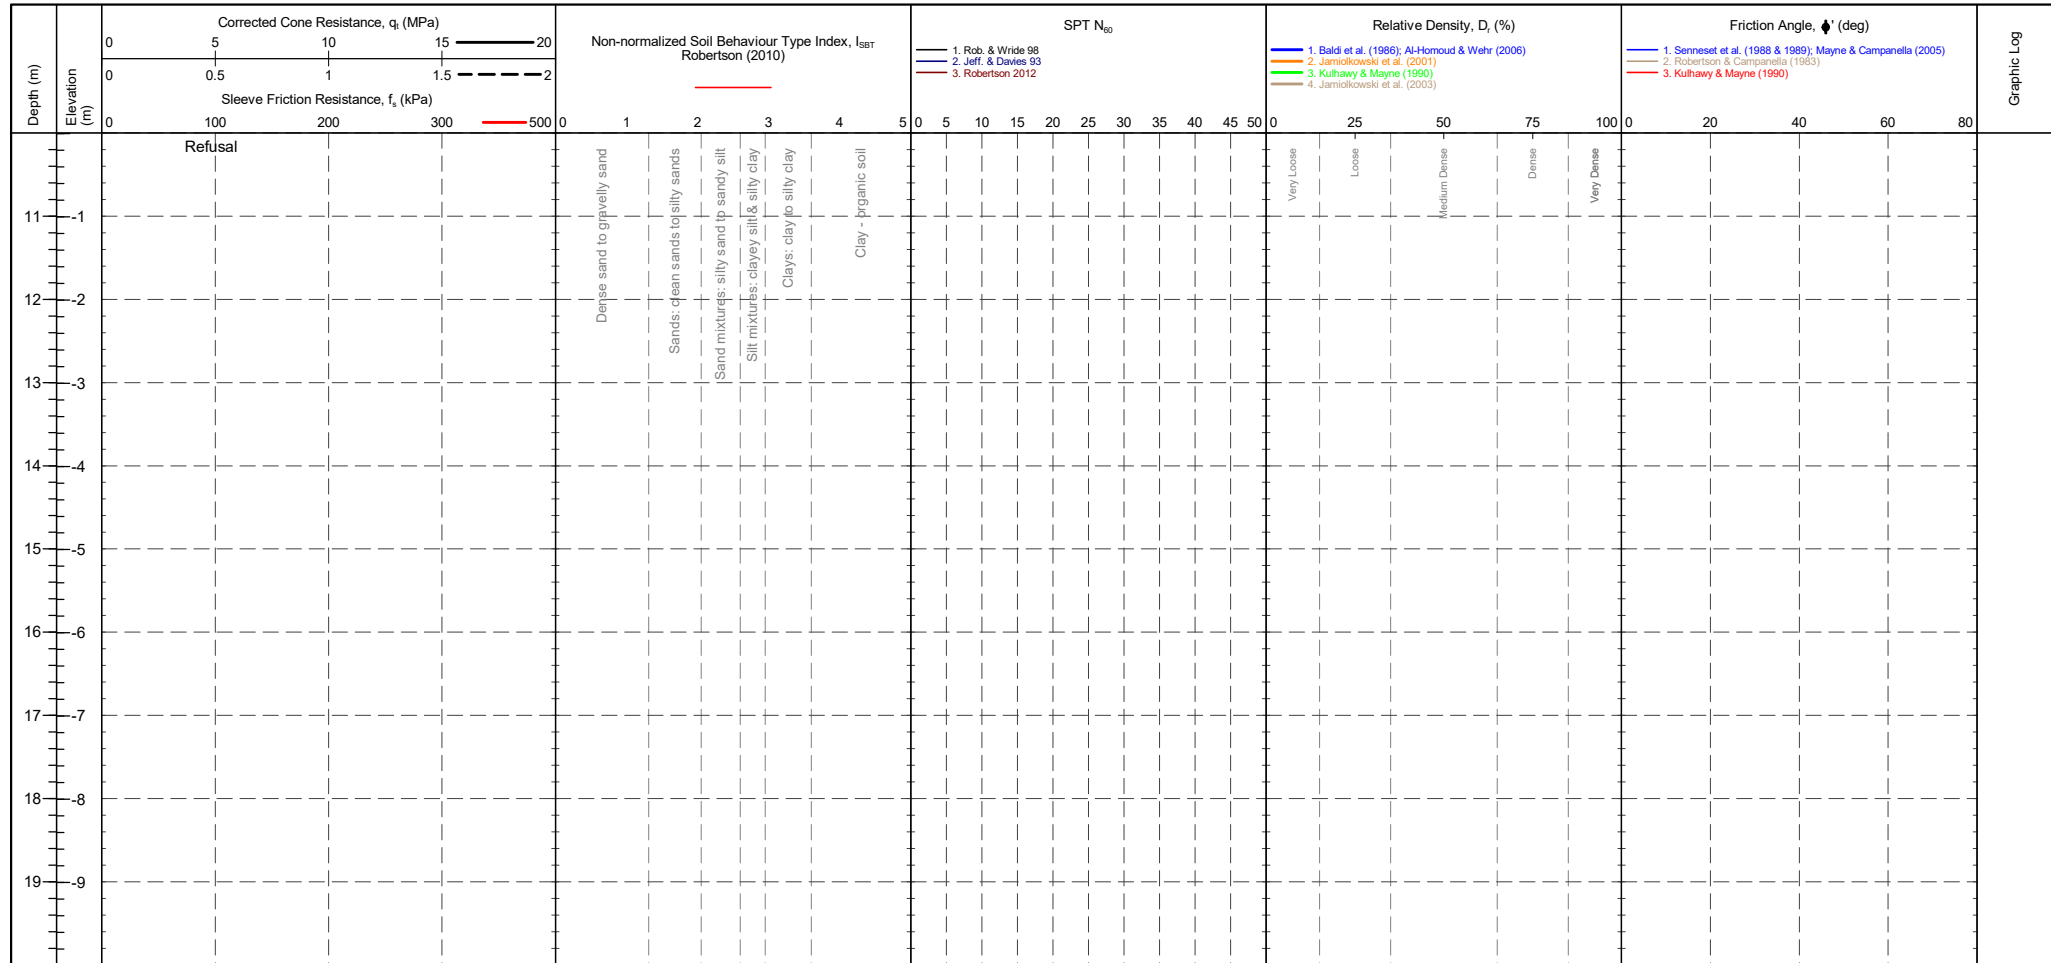 Depth (m)
Elevation
(m)
Corrected Cone Resistance, qt (MPa)
0 5 10 15 20
0 0.5 1 1.5 2
Sleeve Friction Resistance, fs (kPa)
0 100 200 300 500
Non-normalized Soil Behaviour Type Index, ISBT
Robertson (2010)
0 1 2 3 4 5
SPT N60
1. Rob. & Wride 98
2. Jeff. & Davies 93
3. Robertson 2012
0 5 10 15 20 25 30 35 40 45 50
Relative Density, Dr (%)
1. Baldi et al. (1986); Al-Homoud & Wehr (2006)
2. Jamiolkowski et al. (2001)
3. Kulhawy & Mayne (1990)
4. Jamiolkowski et al. (2003)
0 25 50 75 100
Friction Angle, ϕ' (deg)
1. Senneset et al. (1988 & 1989); Mayne & Campanella (2005)
2. Robertson & Campanella (1983)
3. Kulhawy & Mayne (1990)
0 20 40 60 80
Graphic Log
Refusal
Dense sand to gravelly sand
Sands: clean sands to silty sands
Sand mixtures: silty sand to sandy silt
Silt mixtures: clayey silt & silty clay
Clays: clay to silty clay
Clay - organic soil
Very Loose
Loose
Medium Dense
Dense
Very Dense
11 -1
12 -2
13 -3
14 -4
15 -5
16 -6
17 -7
18 -8
19 -9